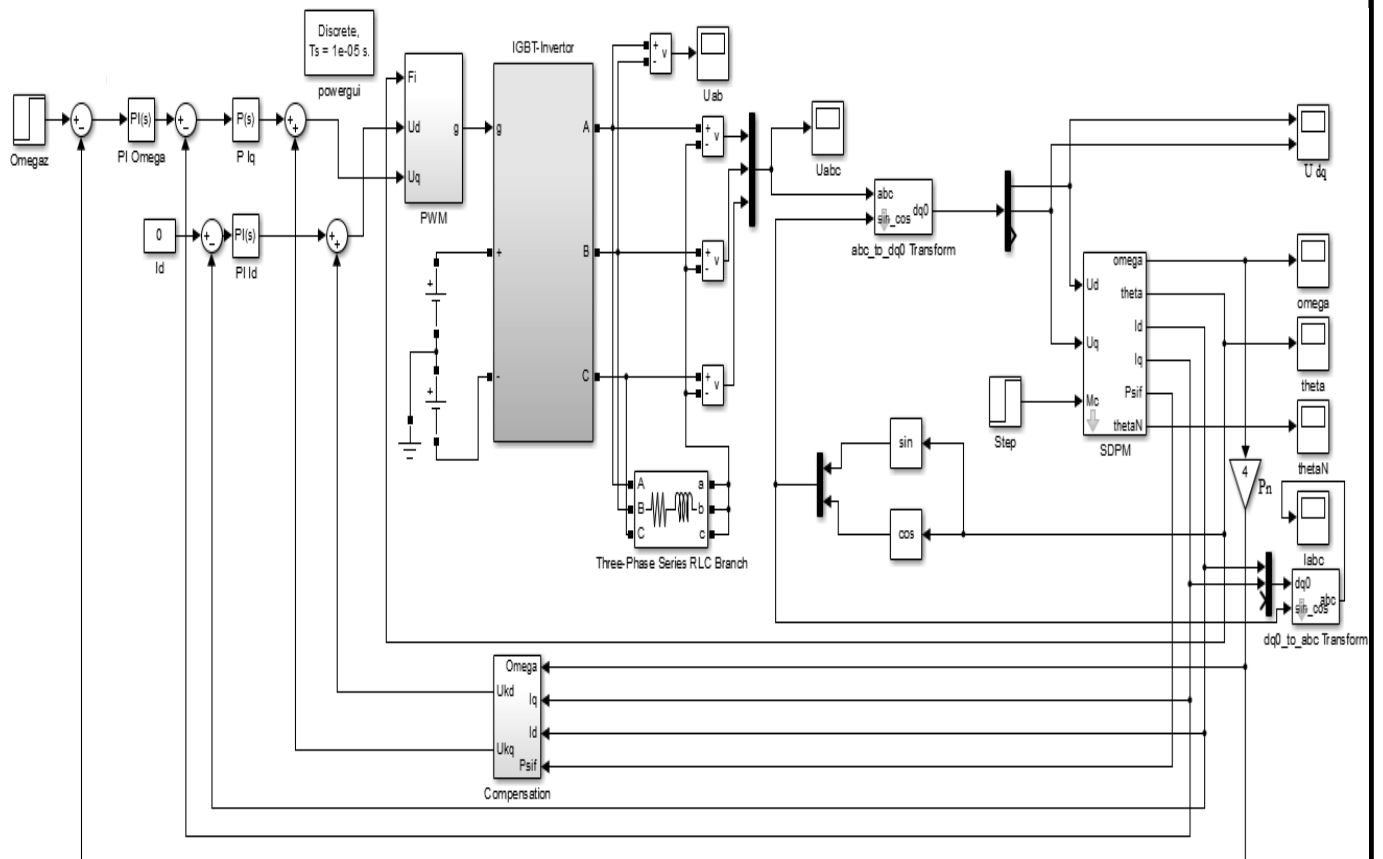 Discrete,
Ts = 1e-05 s.
powergui
IGBT-Invertor
Omegaz
+
-
PI(s)
PI Omega
+
-
P(s)
P Iq
+
+
0
Id
+
-
PI(s)
PI Id
+
+
Fi
Ud
Uq
g
PWM
g
+
-
A
B
C
+
+
+
-
v
Uab
+
-
v
+
-
v
+
-
v
Uabc
A
B
C
a
b
c
Three-Phase Series RLC Branch
abc
sin_cos
dq0
abc_to_dq0 Transform
U dq
Ud
Uq
Mc
omega
theta
Id
Iq
Psif
thetaN
SDPM
Step
omega
theta
thetaN
4
Pn
Iabc
sin
cos
dq0
sin_cos
abc
dq0_to_abc Transform
Omega
Iq
Id
Psif
Ukd
Ukq
Compensation